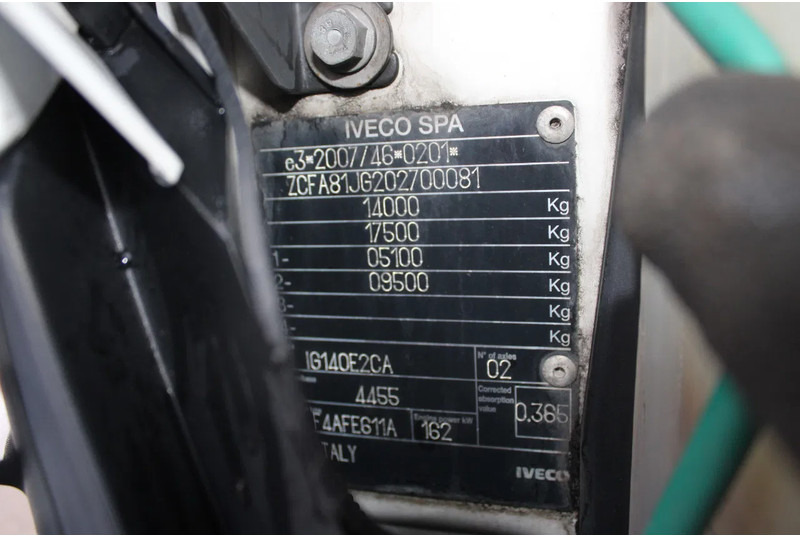 IVECO SPA
e3*2007/46*0201*
ZCFA81JG202700081
14000 Kg
17500 Kg
1- 05100 Kg
2- 09500 Kg
3- Kg
- Kg
IG140E2CA N° of axles 02
4455 Corrected absorption value 0.365
F4AFE611A Engine power kW 162
ITALY IVECO